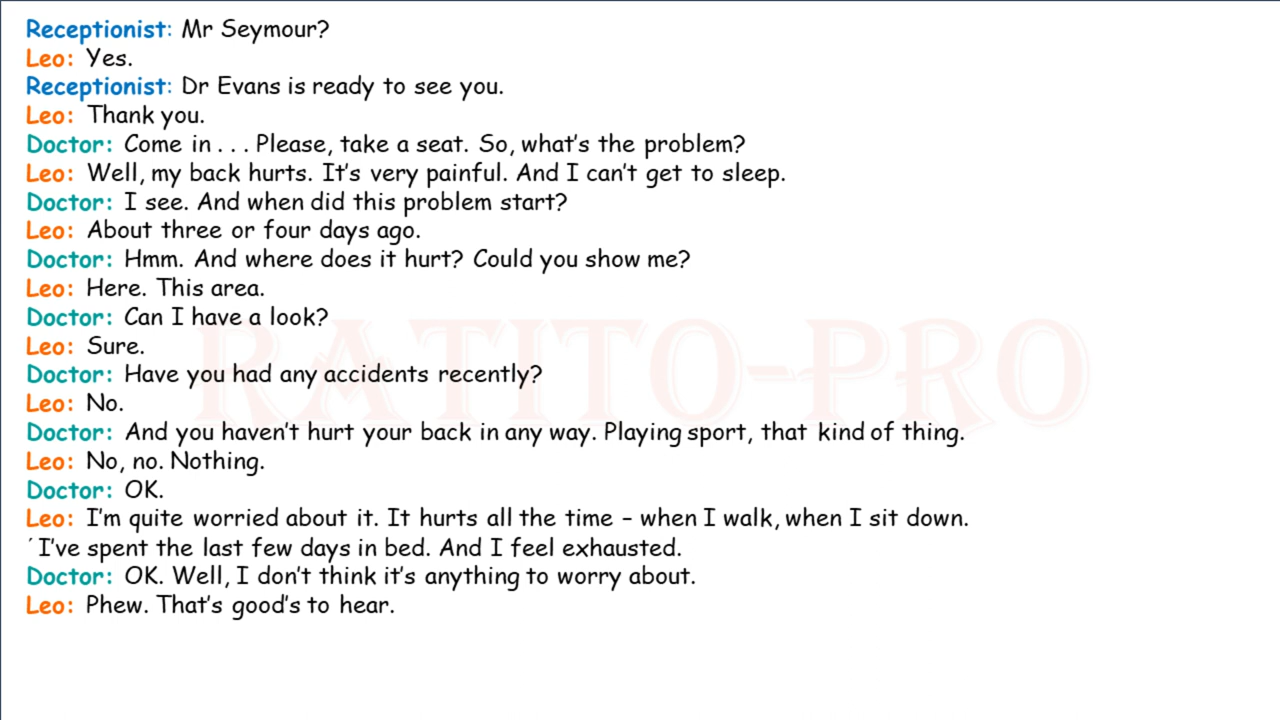 Receptionist: Mr Seymour?
Leo: Yes.
Receptionist: Dr Evans is ready to see you.
Leo: Thank you.
Doctor: Come in . . . Please, take a seat. So, what's the problem?
Leo: Well, my back hurts. It's very painful. And I can't get to sleep.
Doctor: I see. And when did this problem start?
Leo: About three or four days ago.
Doctor: Hmm. And where does it hurt? Could you show me?
Leo: Here. This area.
Doctor: Can I have a look?
Leo: Sure.
Doctor: Have you had any accidents recently?
Leo: No.
Doctor: And you haven't hurt your back in any way. Playing sport, that kind of thing.
Leo: No, no. Nothing.
Doctor: OK.
Leo: I'm quite worried about it. It hurts all the time – when I walk, when I sit down.
´I've spent the last few days in bed. And I feel exhausted.
Doctor: OK. Well, I don't think it's anything to worry about.
Leo: Phew. That's good's to hear.
RATITO-PRO